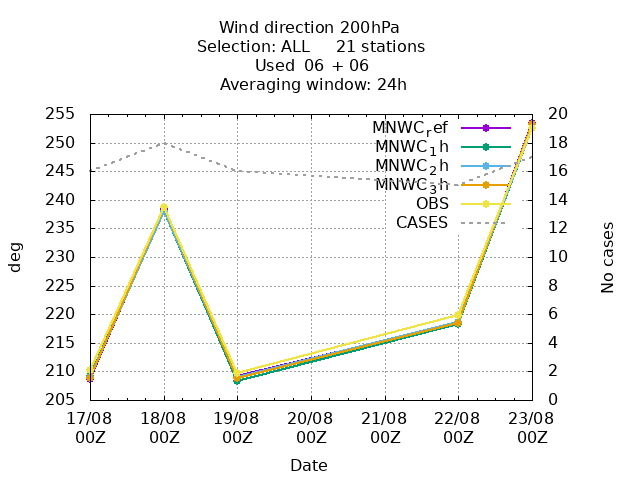 Wind direction 200hPa
Selection: ALL 21 stations
Used 06 + 06
Averaging window: 24h
255 20
250 18
245 16
240 14
235 12
230 10
225 8
220 6
215 4
210 2
205 0
deg
No cases
MNWC_ref
MNWC_1h
MNWC_2h
MNWC_3h
OBS
CASES
17/08 18/08 19/08 20/08 21/08 22/08 23/08
00Z 00Z 00Z 00Z 00Z 00Z 00Z
Date